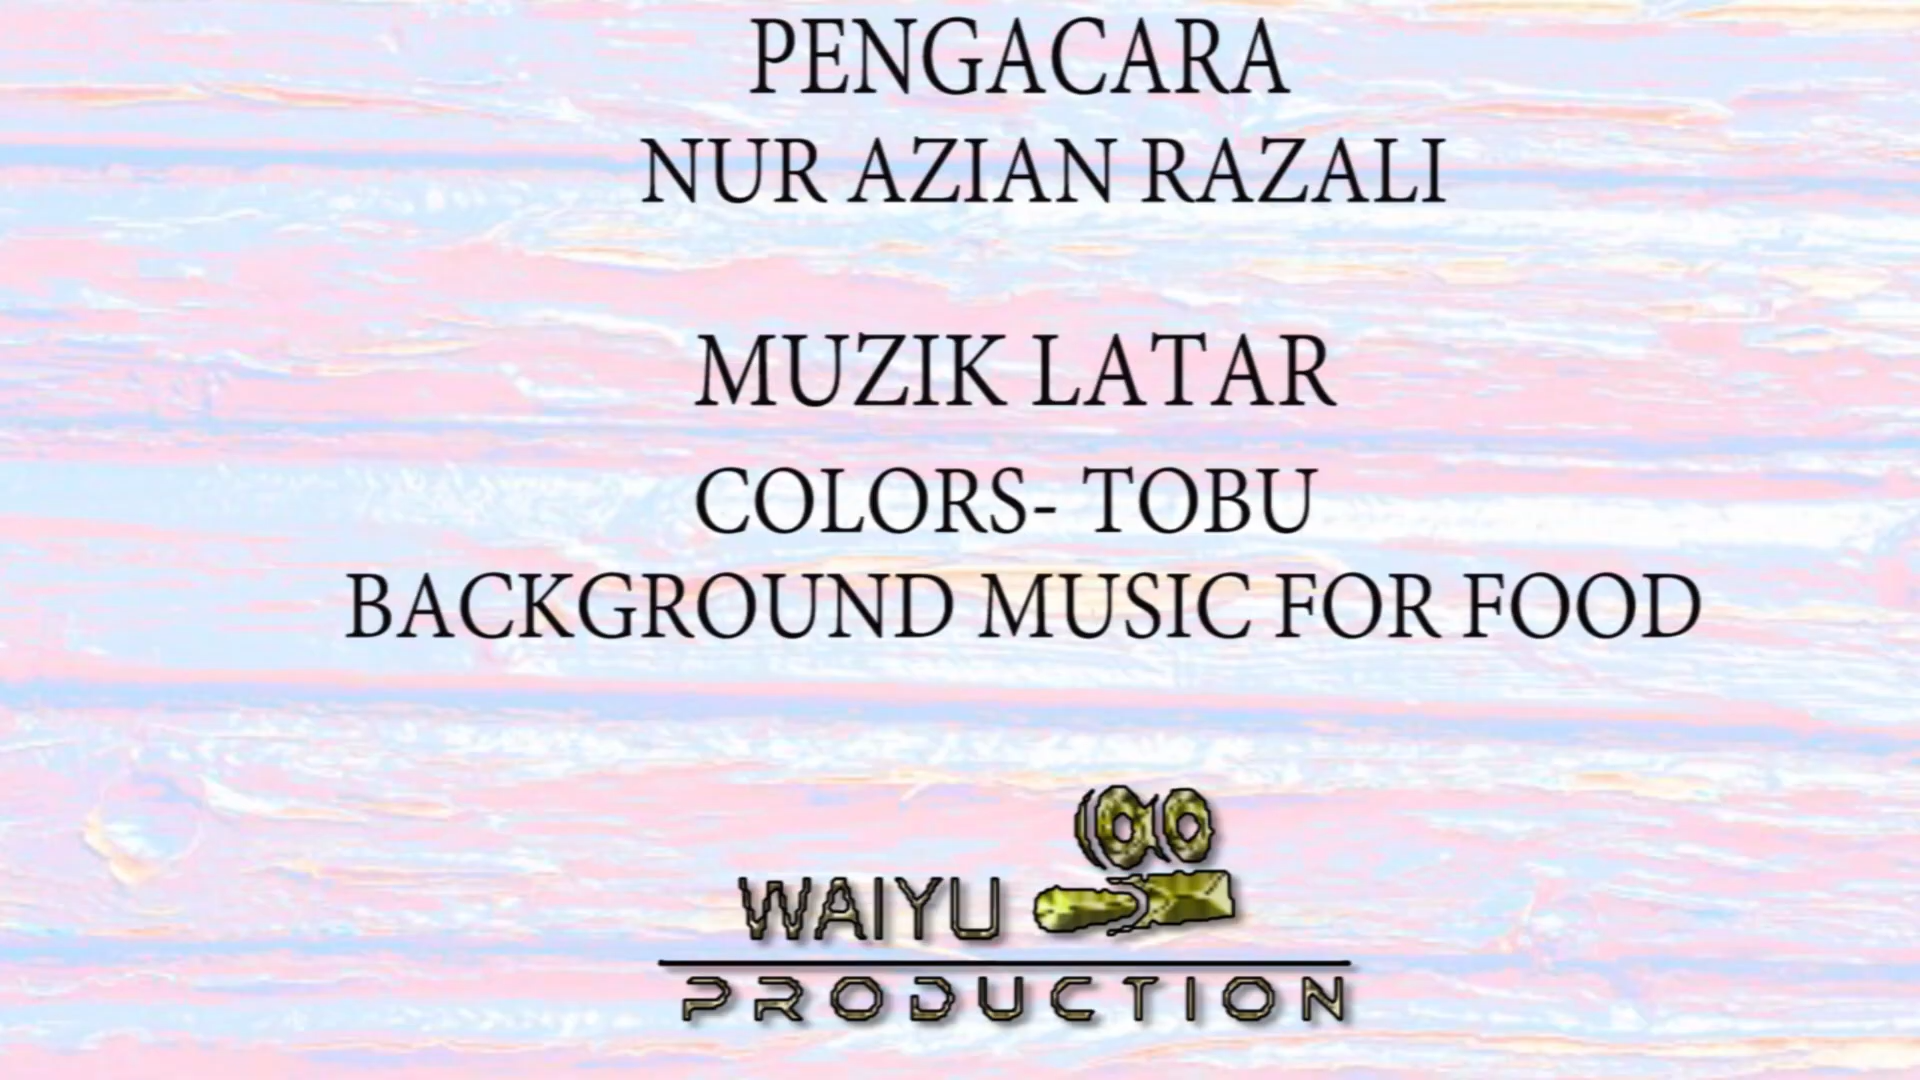 PENGACARA
NUR AZIAN RAZALI
MUZIK LATAR
COLORS- TOBU
BACKGROUND MUSIC FOR FOOD
WAIYU
PRODUCTION